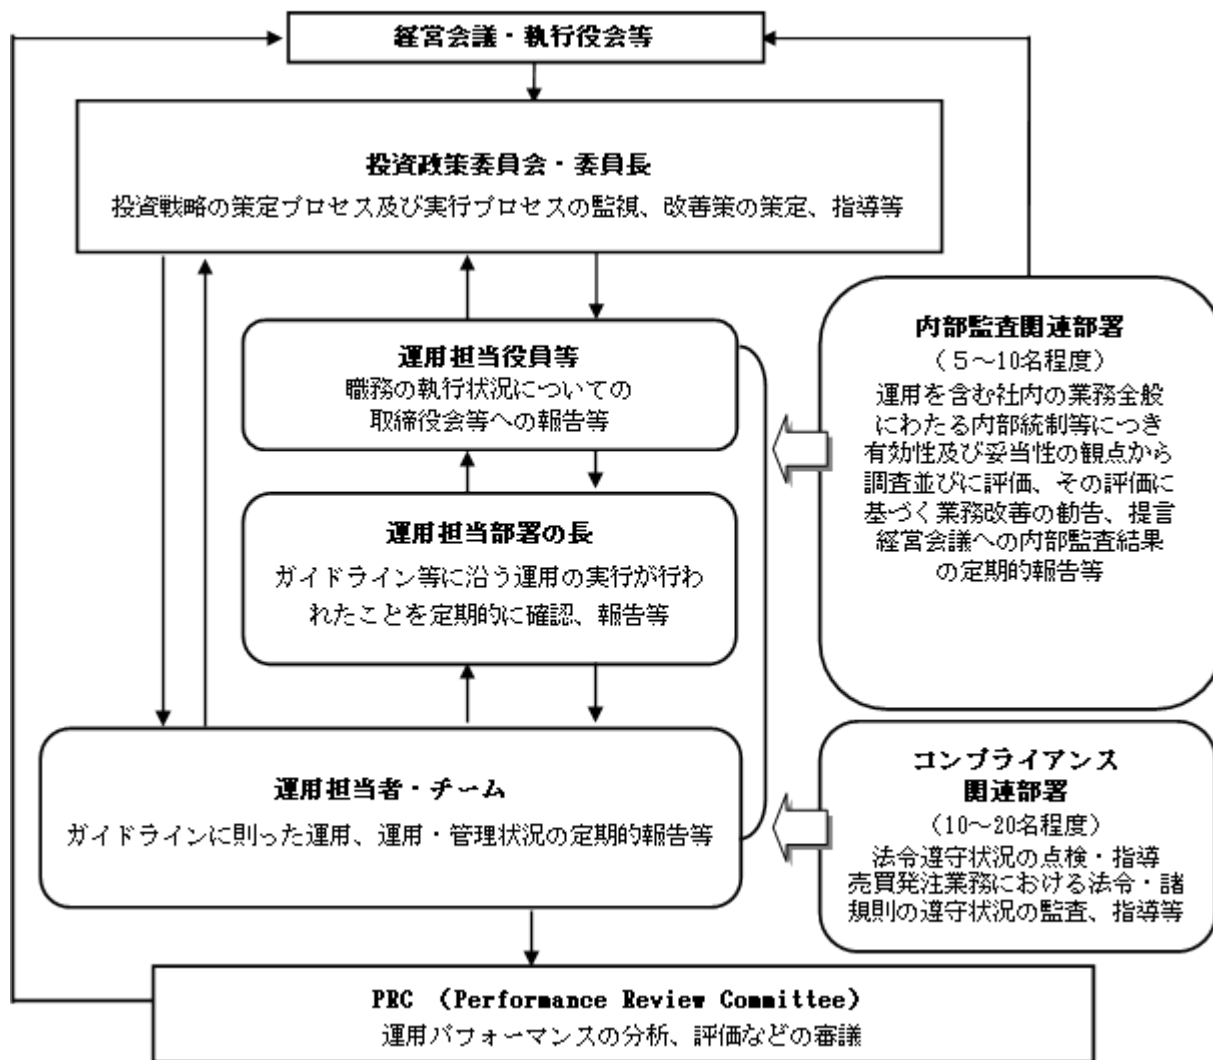 経営会議・執行役会等
投資政策委員会・委員長
投資戦略の策定プロセス及び実行プロセスの監視、改善策の策定、指導等
運用担当役員等
職務の執行状況についての
取締役会等への報告等
運用担当部署の長
ガイドライン等に沿う運用の実行が行わ
れたことを定期的に確認、報告等
運用担当者・チーム
ガイドラインに則った運用、運用・管理状況の定期的報告等
内部監査関連部署
（５～10名程度）
運用を含む社内の業務全般
にわたる内部統制等につき
有効性及び妥当性の観点から
調査並びに評価、その評価に
基づく業務改善の勧告、提言
経営会議への内部監査結果
の定期的報告等
コンプライアンス
関連部署
（10～20名程度）
法令遵守状況の点検・指導
売買発注業務における法令・諸
規則の遵守状況の監査、指導等
PRC （Performance Review Committee）
運用パフォーマンスの分析、評価などの審議